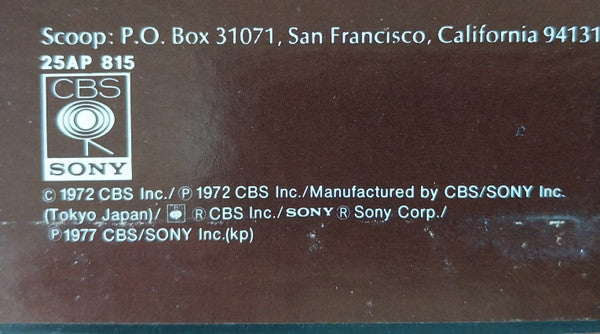 Scoop: P.O. Box 31071, San Francisco, California 94131
25AP 815
CBS
SONY
© 1972 CBS Inc./℗ 1972 CBS Inc./Manufactured by CBS/SONY Inc.
(Tokyo Japan)/ ® CBS Inc./SONY® Sony Corp./
℗ 1977 CBS/SONY Inc.(kp)